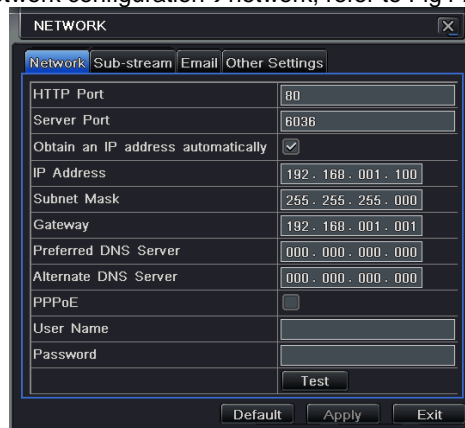 NETWORK X
Network Sub-stream Email Other Settings
HTTP Port 80
Server Port 6036
Obtain an IP address automatically
IP Address 192 . 168 . 001 . 100
Subnet Mask 255 . 255 . 255 . 000
Gateway 192 . 168 . 001 . 001
Preferred DNS Server 000 . 000 . 000 . 000
Alternate DNS Server 000 . 000 . 000 . 000
PPPoE
User Name
Password
Test
Default Apply Exit